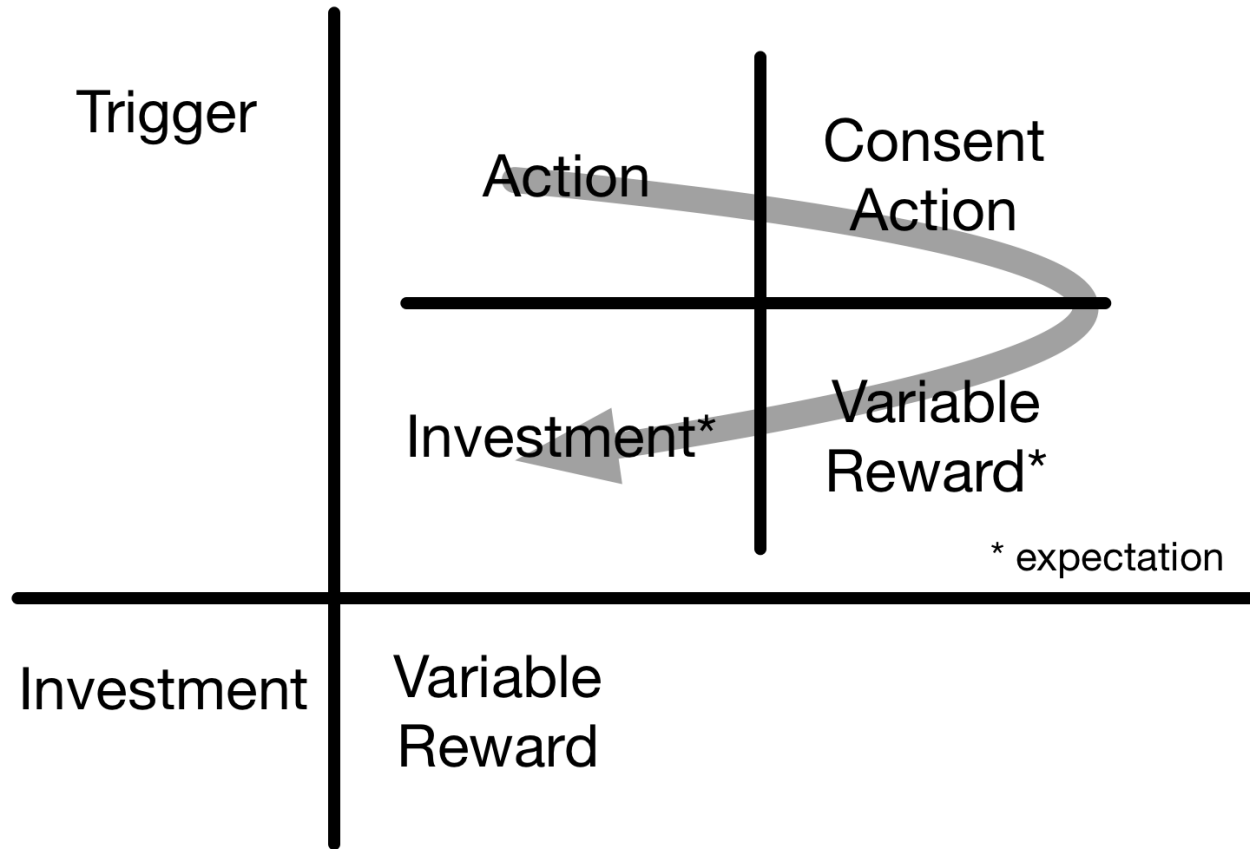 Trigger
Action
Consent
Action
Investment*
Variable
Reward*
* expectation
Investment
Variable
Reward